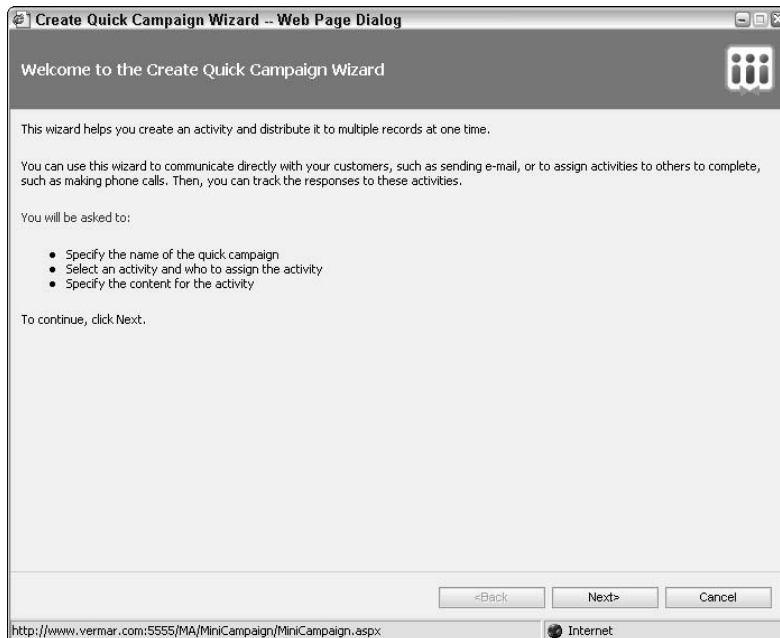 Create Quick Campaign Wizard -- Web Page Dialog
Welcome to the Create Quick Campaign Wizard
This wizard helps you create an activity and distribute it to multiple records at one time.
You can use this wizard to communicate directly with your customers, such as sending e-mail, or to assign activities to others to complete,
such as making phone calls. Then, you can track the responses to these activities.
You will be asked to:
• Specify the name of the quick campaign
• Select an activity and who to assign the activity
• Specify the content for the activity
To continue, click Next.
<Back Next> Cancel
http://www.vermar.com:5555/MA/MiniCampaign/MiniCampaign.aspx Internet